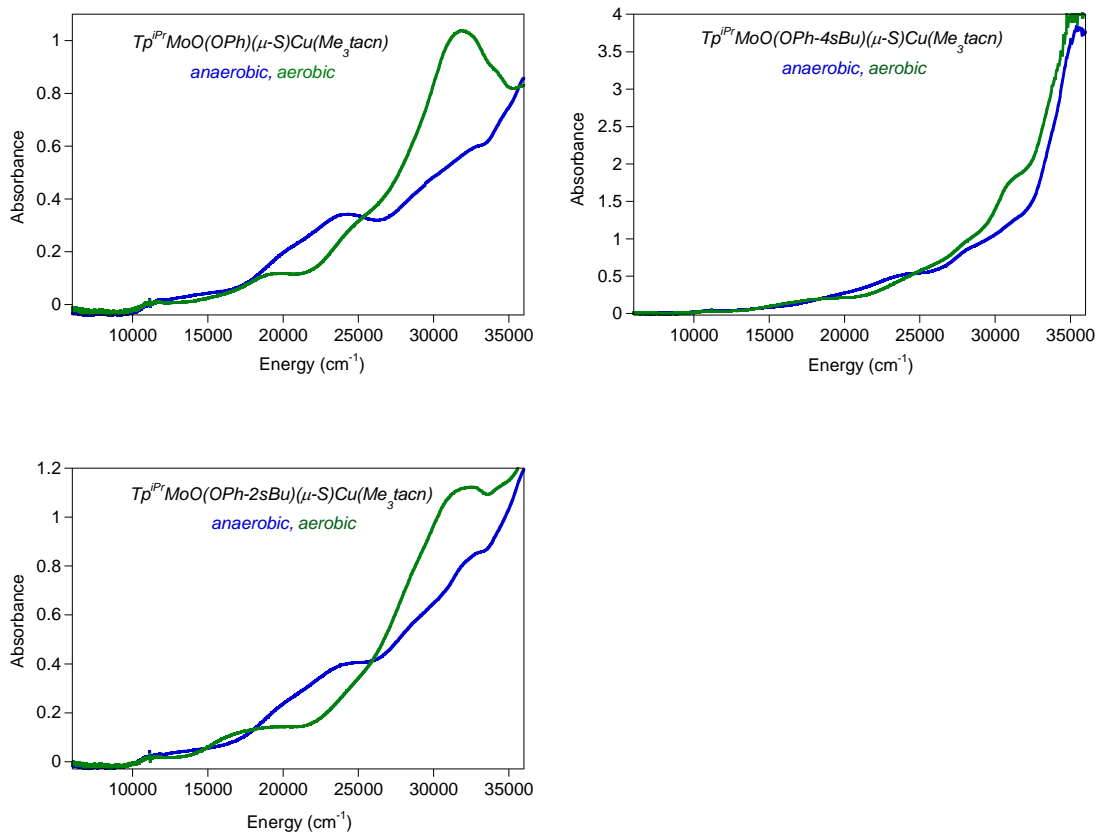 Tp^iPr MoO(OPh)(μ-S)Cu(Me₃tacn)
anaerobic, aerobic
Absorbance
1
0.8
0.6
0.4
0.2
0
10000 15000 20000 25000 30000 35000
Energy (cm⁻¹)
Tp^iPr MoO(OPh-4sBu)(μ-S)Cu(Me₃tacn)
anaerobic, aerobic
Absorbance
4
3.5
3
2.5
2
1.5
1
0.5
0
10000 15000 20000 25000 30000 35000
Energy (cm⁻¹)
Tp^iPr MoO(OPh-2sBu)(μ-S)Cu(Me₃tacn)
anaerobic, aerobic
Absorbance
1.2
1
0.8
0.6
0.4
0.2
0
10000 15000 20000 25000 30000 35000
Energy (cm⁻¹)